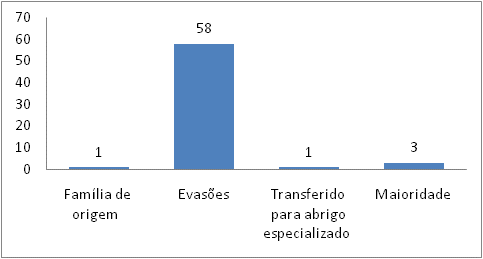 70
60
50
40
30
20
10
0
1
58
1
3
Família de
origem
Evasões
Transferido
para abrigo
especializado
Maioridade